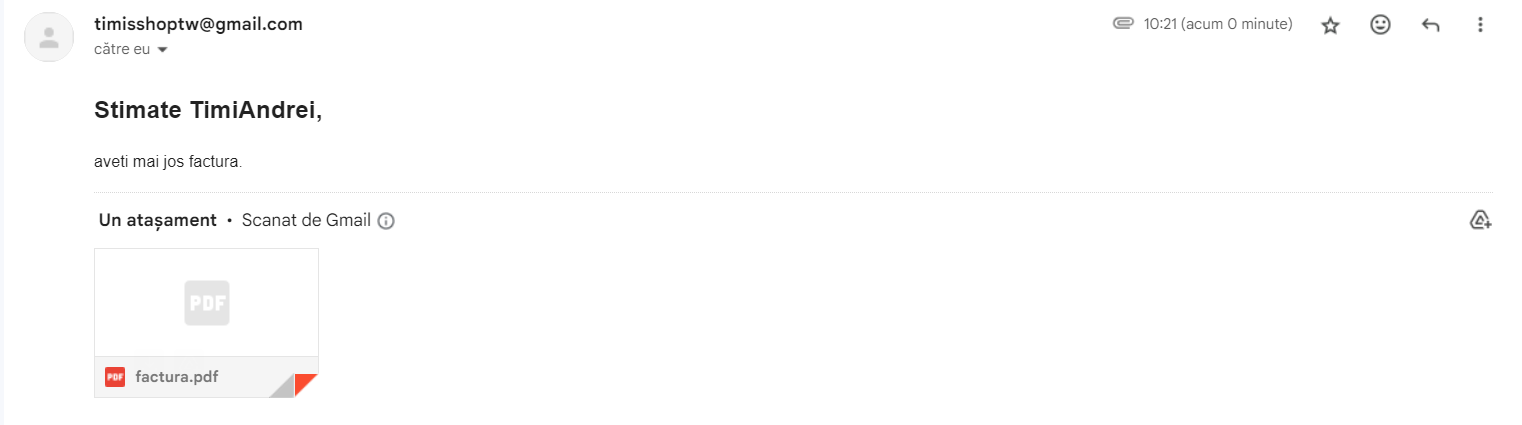 timisshoptw@gmail.com
10:21 (acum 0 minute)
către eu
Stimate TimiAndrei,
aveti mai jos factura.
Un atașament • Scanat de Gmail
PDF
PDF factura.pdf